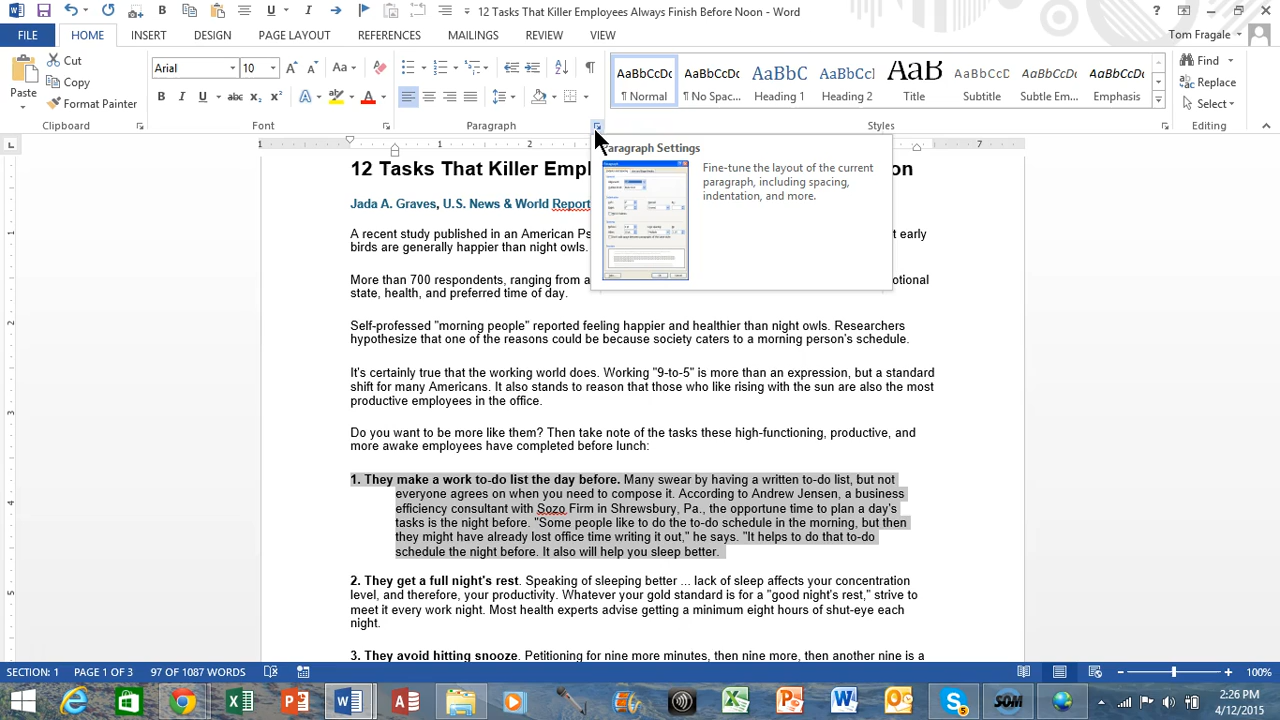 12 Tasks That Killer Employees Always Finish Before Noon - Word
FILE HOME INSERT DESIGN PAGE LAYOUT REFERENCES MAILINGS REVIEW VIEW Tom Fragale
Paste
Cut
Copy
Format Painter
Clipboard
Arial 10
Font
Paragraph
AaBbCcDc AaBbCcDc AaBbC AaBbCcl AaB AaBbCcC AaBbCcDc AaBbCcDc
¶ Normal ¶ No Spac... Heading 1 Heading 2 Title Subtitle Subtle Em... Emphasis
Styles
Find
Replace
Select
Editing
1 1 2 7
Paragraph Settings
Fine-tune the layout of the current
paragraph, including spacing,
indentation, and more.
12 Tasks That Killer Empl on
Jada A. Graves, U.S. News & World Report
A recent study published in an American Ps t early
birds are generally happier than night owls.
More than 700 respondents, ranging from a otional
state, health, and preferred time of day.
Self-professed "morning people" reported feeling happier and healthier than night owls. Researchers
hypothesize that one of the reasons could be because society caters to a morning person's schedule.
It's certainly true that the working world does. Working "9-to-5" is more than an expression, but a standard
shift for many Americans. It also stands to reason that those who like rising with the sun are also the most
productive employees in the office.
Do you want to be more like them? Then take note of the tasks these high-functioning, productive, and
more awake employees have completed before lunch:
1. They make a work to-do list the day before. Many swear by having a written to-do list, but not
everyone agrees on when you need to compose it. According to Andrew Jensen, a business
efficiency consultant with Sozo Firm in Shrewsbury, Pa., the opportune time to plan a day's
tasks is the night before. "Some people like to do the to-do schedule in the morning, but then
they might have already lost office time writing it out," he says. "It helps to do that to-do
schedule the night before. It also will help you sleep better.
2. They get a full night's rest. Speaking of sleeping better ... lack of sleep affects your concentration
level, and therefore, your productivity. Whatever your gold standard is for a "good night's rest," strive to
meet it every work night. Most health experts advise getting a minimum eight hours of shut-eye each
night.
3. They avoid hitting snooze. Petitioning for nine more minutes, then nine more, then another nine is a
SECTION: 1 PAGE 1 OF 3 97 OF 1087 WORDS 100%
2:26 PM
4/12/2015